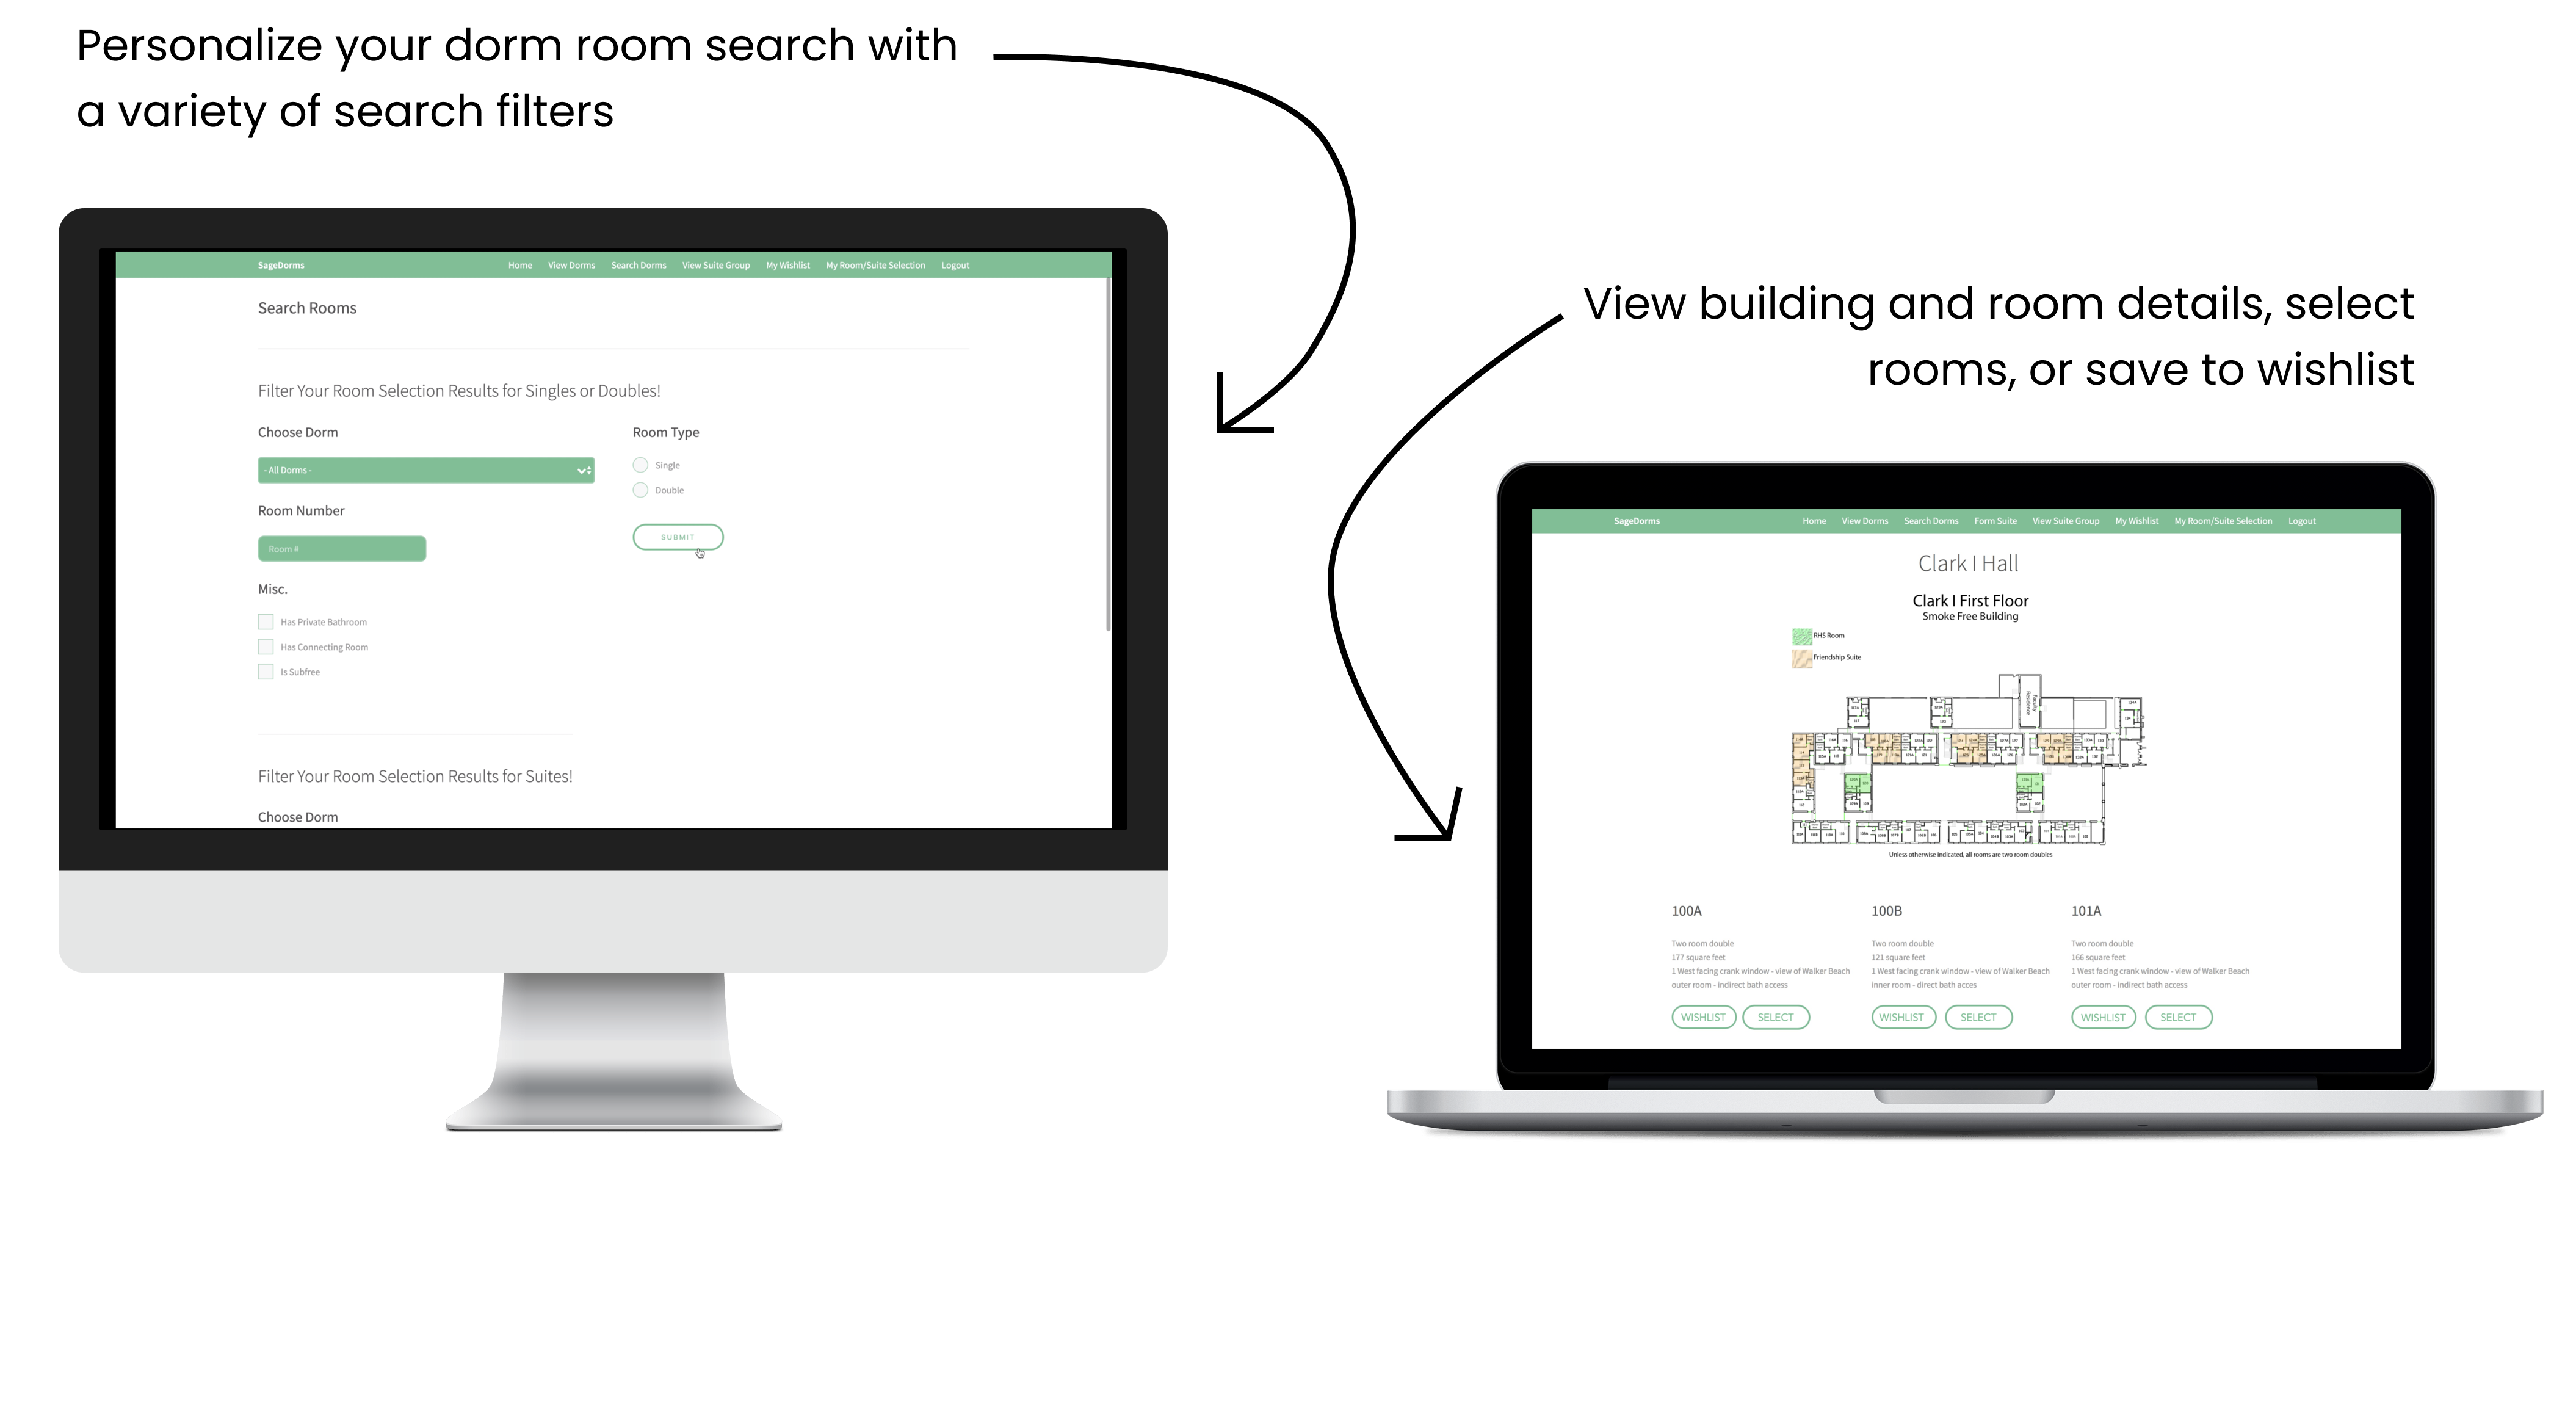 Personalize your dorm room search with
a variety of search filters
SageDorms
Home View Dorms Search Dorms View Suite Group My Wishlist My Room/Suite Selection Logout
Search Rooms
Filter Your Room Selection Results for Singles or Doubles!
Choose Dorm
- All Dorms -
Room Number
Room #
Misc.
Has Private Bathroom
Has Connecting Room
Is Subfree
Room Type
Single
Double
SUBMIT
Filter Your Room Selection Results for Suites!
Choose Dorm
View building and room details, select
rooms, or save to wishlist
SageDorms
Home View Dorms Search Dorms Form Suite View Suite Group My Wishlist My Room/Suite Selection Logout
Clark I Hall
Clark I First Floor
Smoke Free Building
RHS Room
Friendship Suite
Faculty
Residence
Unless otherwise indicated, all rooms are two room doubles
100A
Two room double
177 square feet
1 West facing crank window - view of Walker Beach
outer room - indirect bath access
WISHLIST SELECT
100B
Two room double
121 square feet
1 West facing crank window - view of Walker Beach
inner room - direct bath acces
WISHLIST SELECT
101A
Two room double
166 square feet
1 West facing crank window - view of Walker Beach
outer room - indirect bath access
WISHLIST SELECT